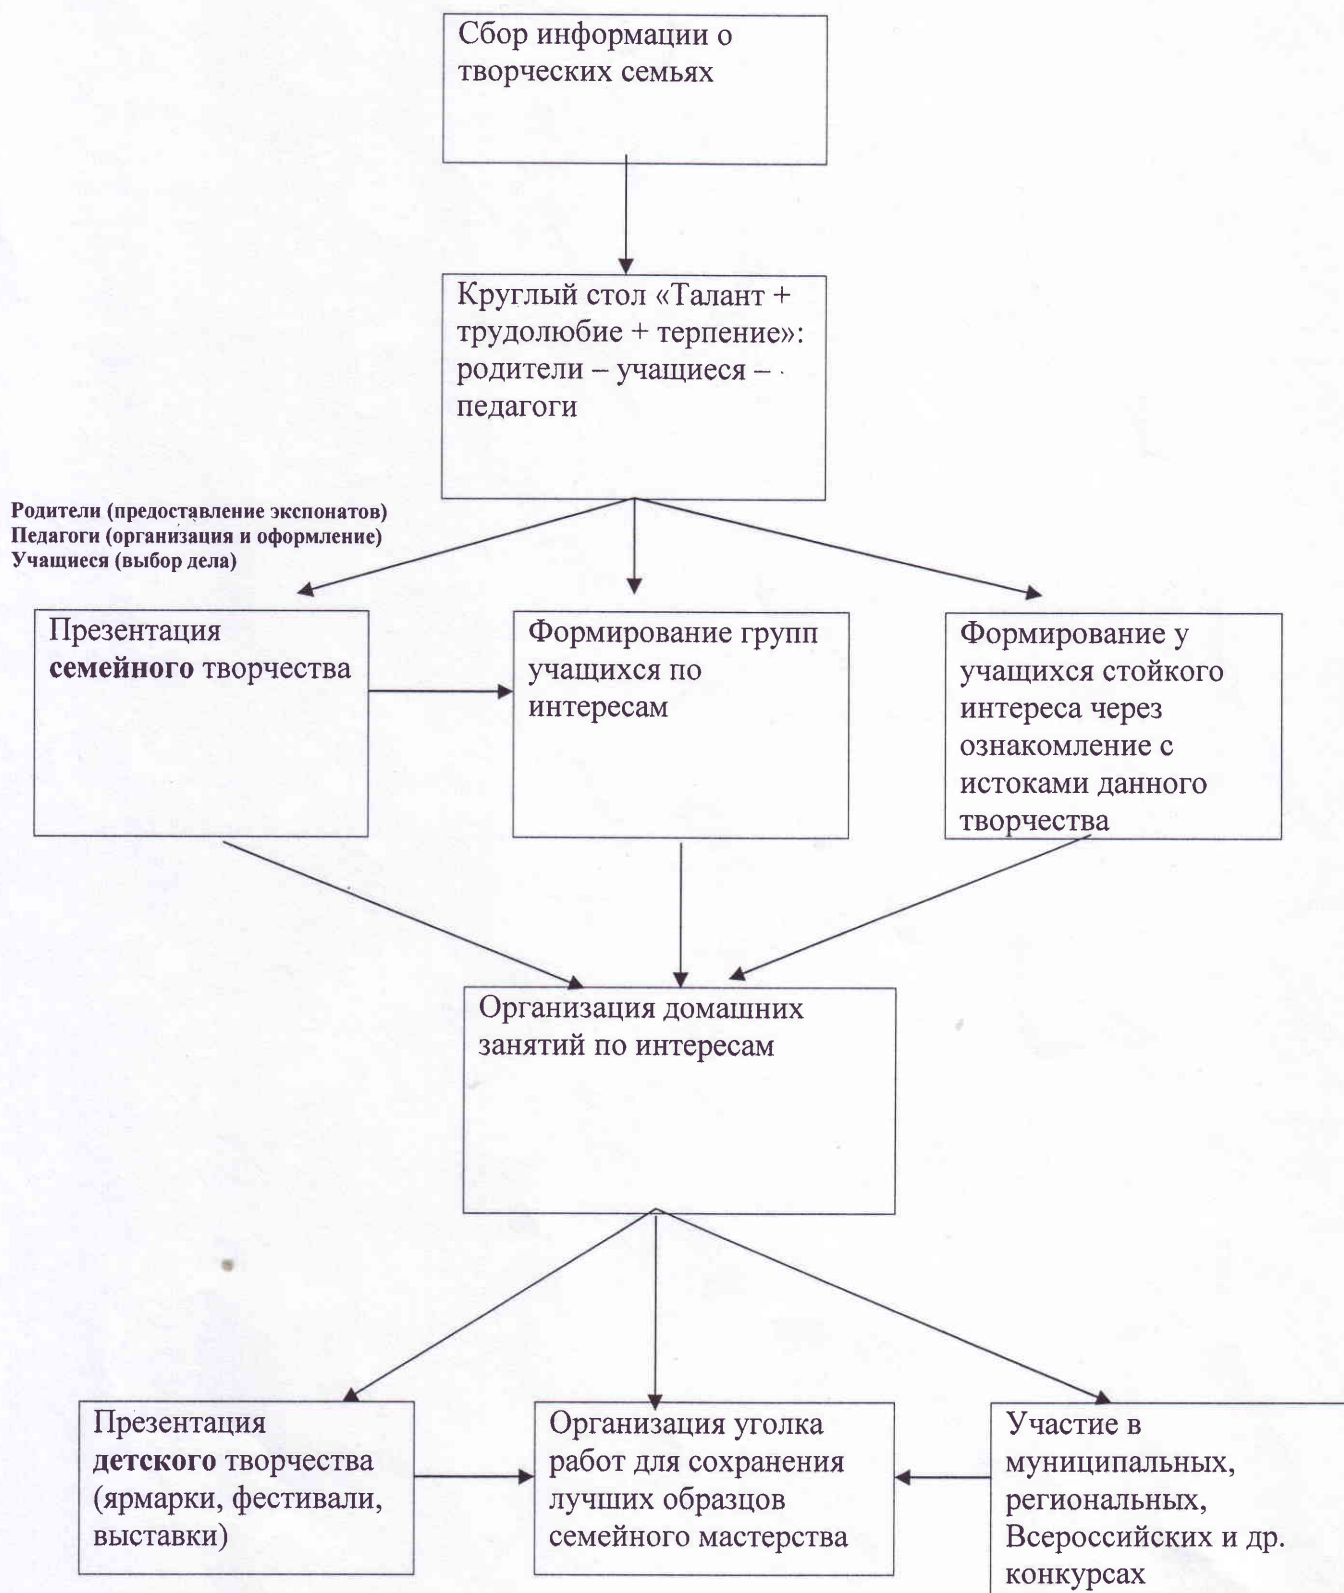 Сбор информации о
творческих семьях
Круглый стол «Талант +
трудолюбие + терпение»:
родители – учащиеся –
педагоги
Родители (предоставление экспонатов)
Педагоги (организация и оформление)
Учащиеся (выбор дела)
Презентация
семейного творчества
Формирование групп
учащихся по
интересам
Формирование у
учащихся стойкого
интереса через
ознакомление с
истоками данного
творчества
Организация домашних
занятий по интересам
Презентация
детского творчества
(ярмарки, фестивали,
выставки)
Организация уголка
работ для сохранения
лучших образцов
семейного мастерства
Участие в
муниципальных,
региональных,
Всероссийских и др.
конкурсах